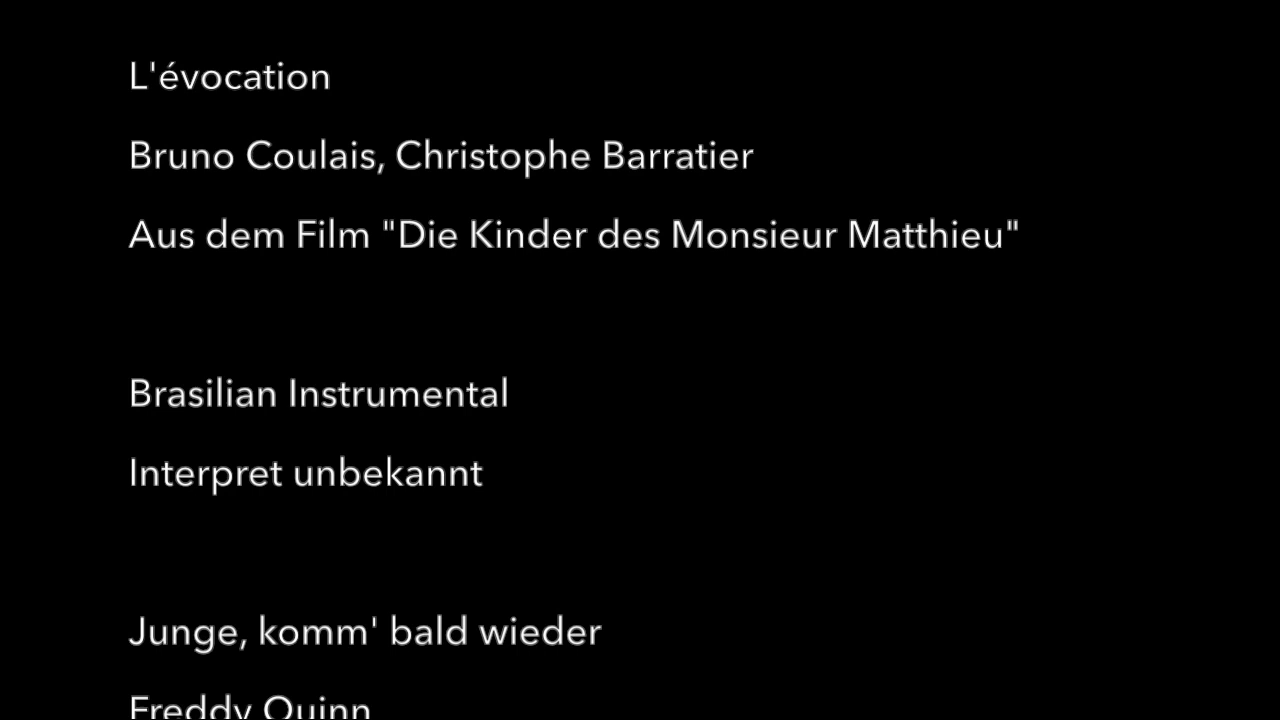 L'évocation
Bruno Coulais, Christophe Barratier
Aus dem Film "Die Kinder des Monsieur Matthieu"
Brasilian Instrumental
Interpret unbekannt
Junge, komm' bald wieder
Freddy Quinn